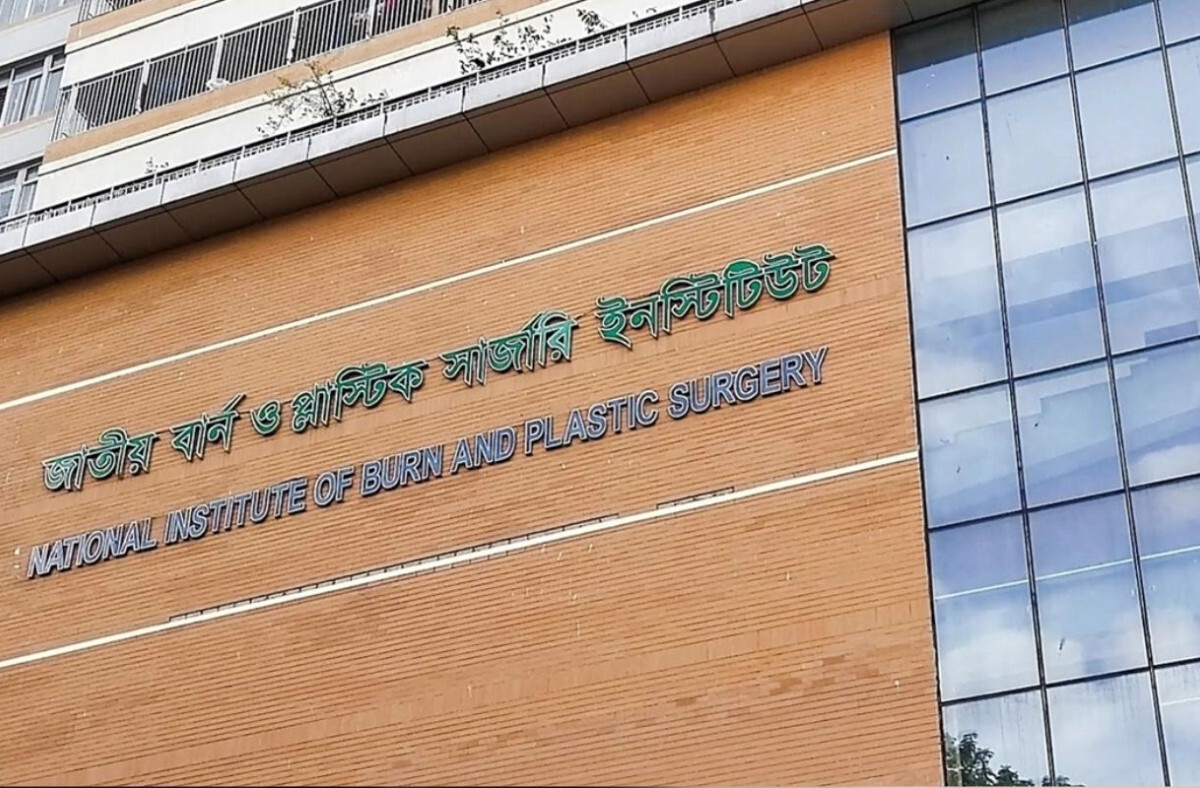 জাতীয় বার্ন ও প্লাস্টিক সার্জারি ইনস্টিটিউট
NATIONAL INSTITUTE OF BURN AND PLASTIC SURGERY